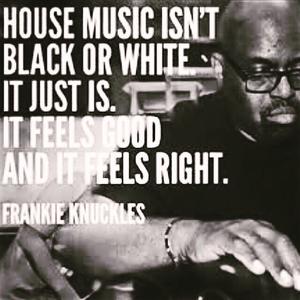 HOUSE MUSIC ISN'T
BLACK OR WHITE.
IT JUST IS.
IT FEELS GOOD
AND IT FEELS RIGHT.
FRANKIE KNUCKLES